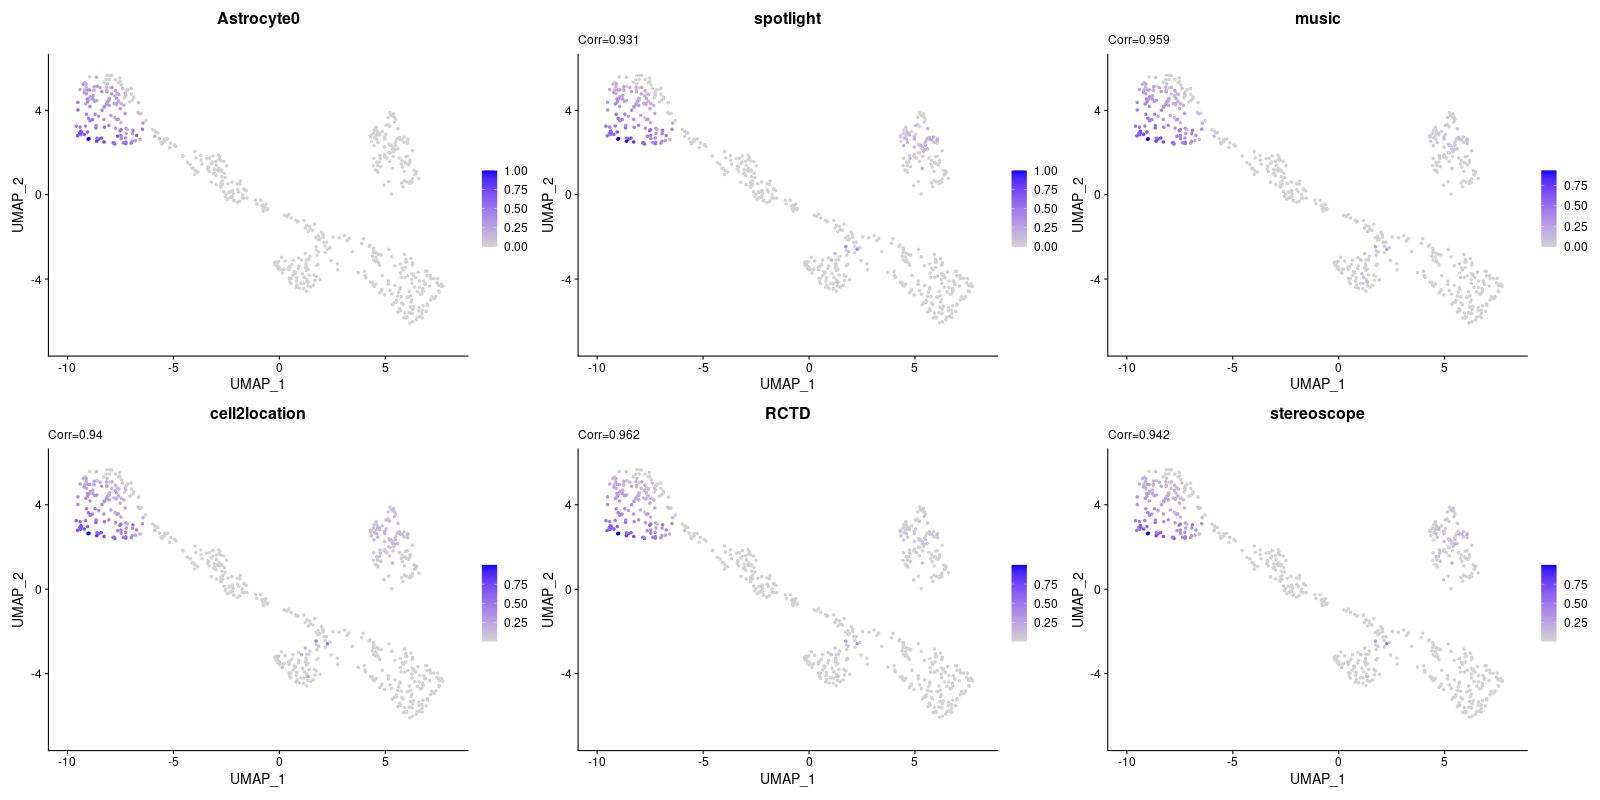 Astrocyte0
4
0
-4
-10
-5
0
5
UMAP_1
UMAP_2
1.00
0.75
0.50
0.25
0.00
spotlight
Corr=0.931
4
0
-4
-10
-5
0
5
UMAP_1
UMAP_2
1.00
0.75
0.50
0.25
0.00
music
Corr=0.959
4
0
-4
-10
-5
0
5
UMAP_1
UMAP_2
0.75
0.50
0.25
0.00
cell2location
Corr=0.94
4
0
-4
-10
-5
0
5
UMAP_1
UMAP_2
0.75
0.50
0.25
RCTD
Corr=0.962
4
0
-4
-10
-5
0
5
UMAP_1
UMAP_2
0.75
0.50
0.25
0.00
stereoscope
Corr=0.942
4
0
-4
-10
-5
0
5
UMAP_1
UMAP_2
0.75
0.50
0.25